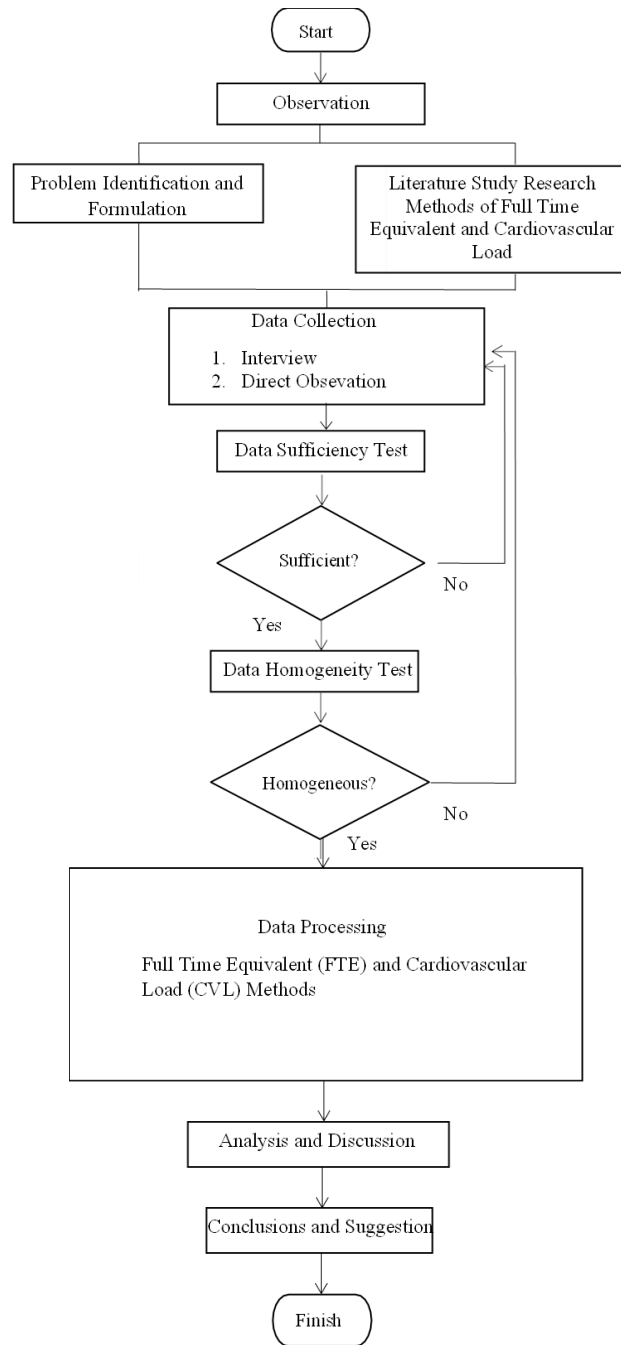 Start
Observation
Problem Identification and
Formulation
Literature Study Research
Methods of Full Time
Equivalent and Cardiovascular
Load
Data Collection
1. Interview
2. Direct Obsevation
Data Sufficiency Test
Sufficient?
No
Yes
Data Homogeneity Test
Homogeneous?
No
Yes
Data Processing
Full Time Equivalent (FTE) and Cardiovascular
Load (CVL) Methods
Analysis and Discussion
Conclusions and Suggestion
Finish